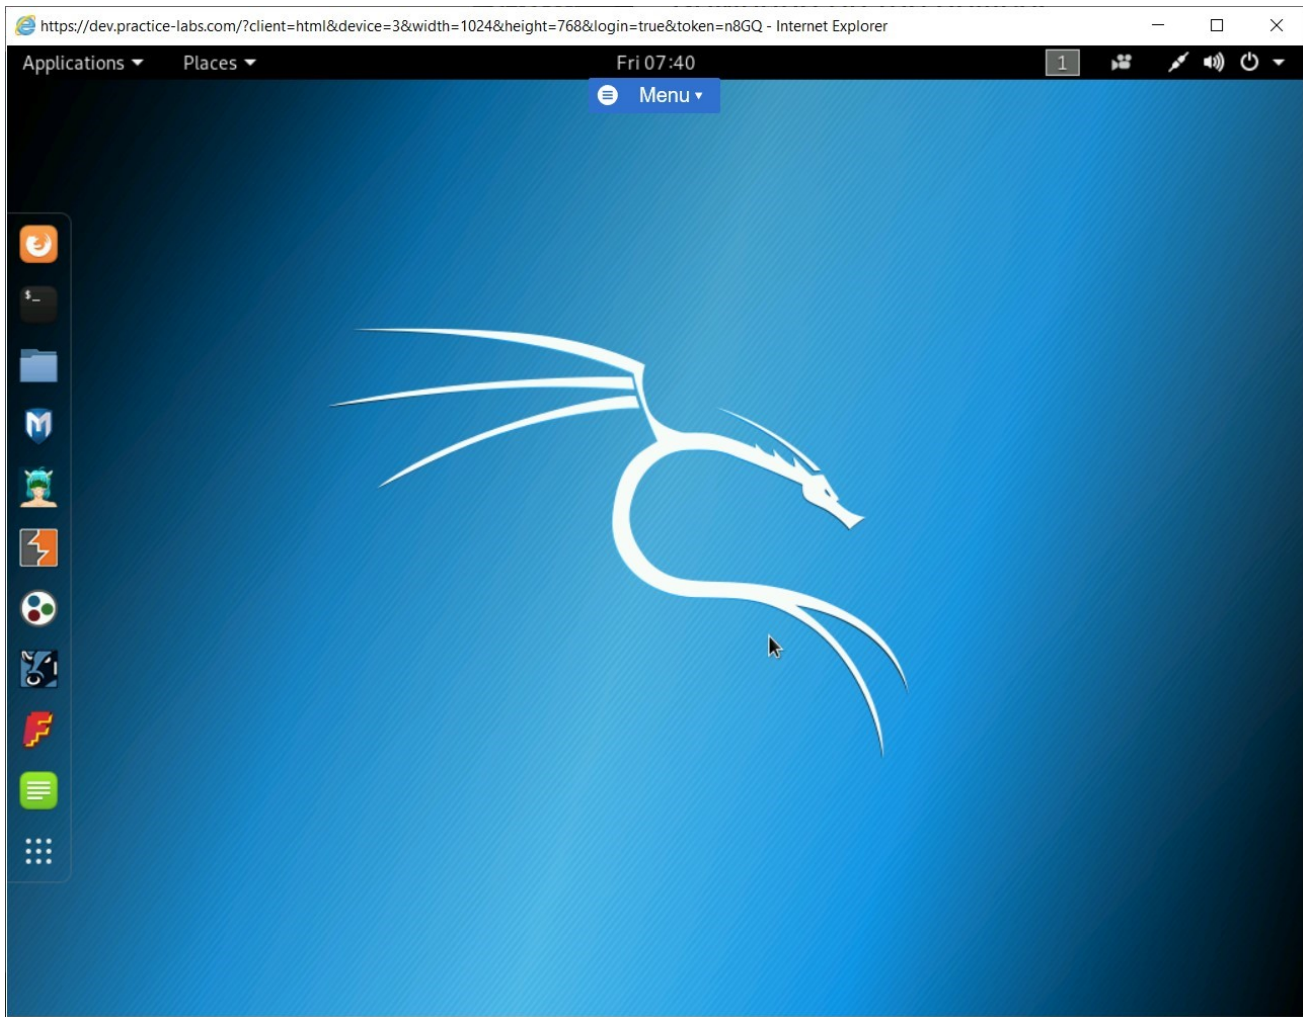 https://dev.practice-labs.com/?client=html&device=3&width=1024&height=768&login=true&token=n8GQ - Internet Explorer
Applications Places Fri 07:40 1
Menu
$_